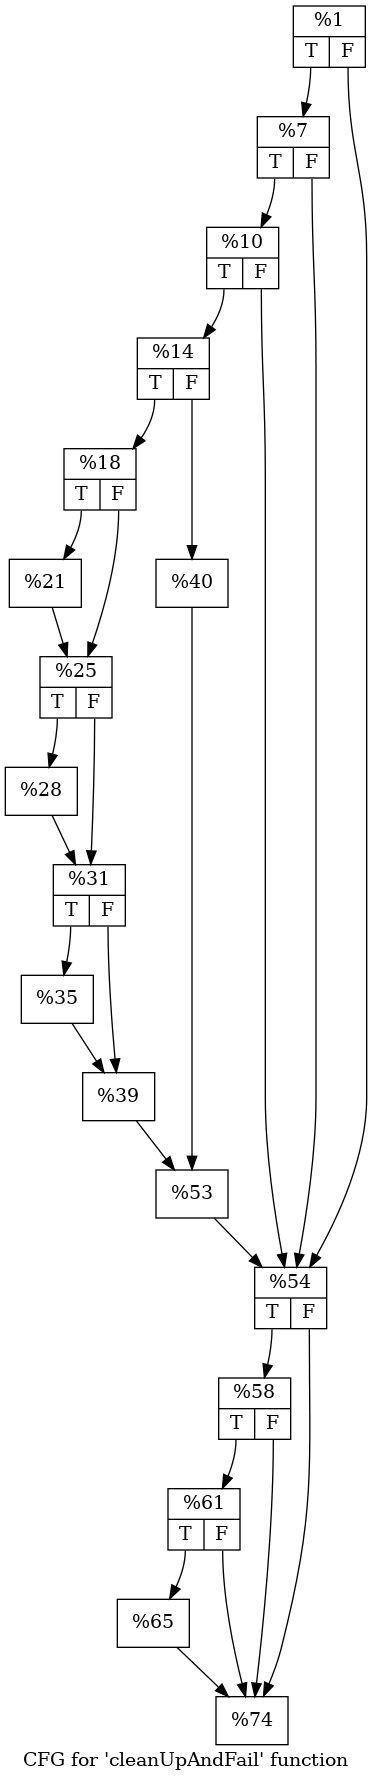 %1
T F
%7
T F
%10
T F
%14
T F
%18
T F
%21
%40
%25
T F
%28
%31
T F
%35
%39
%53
%54
T F
%58
T F
%61
T F
%65
%74
CFG for 'cleanUpAndFail' function